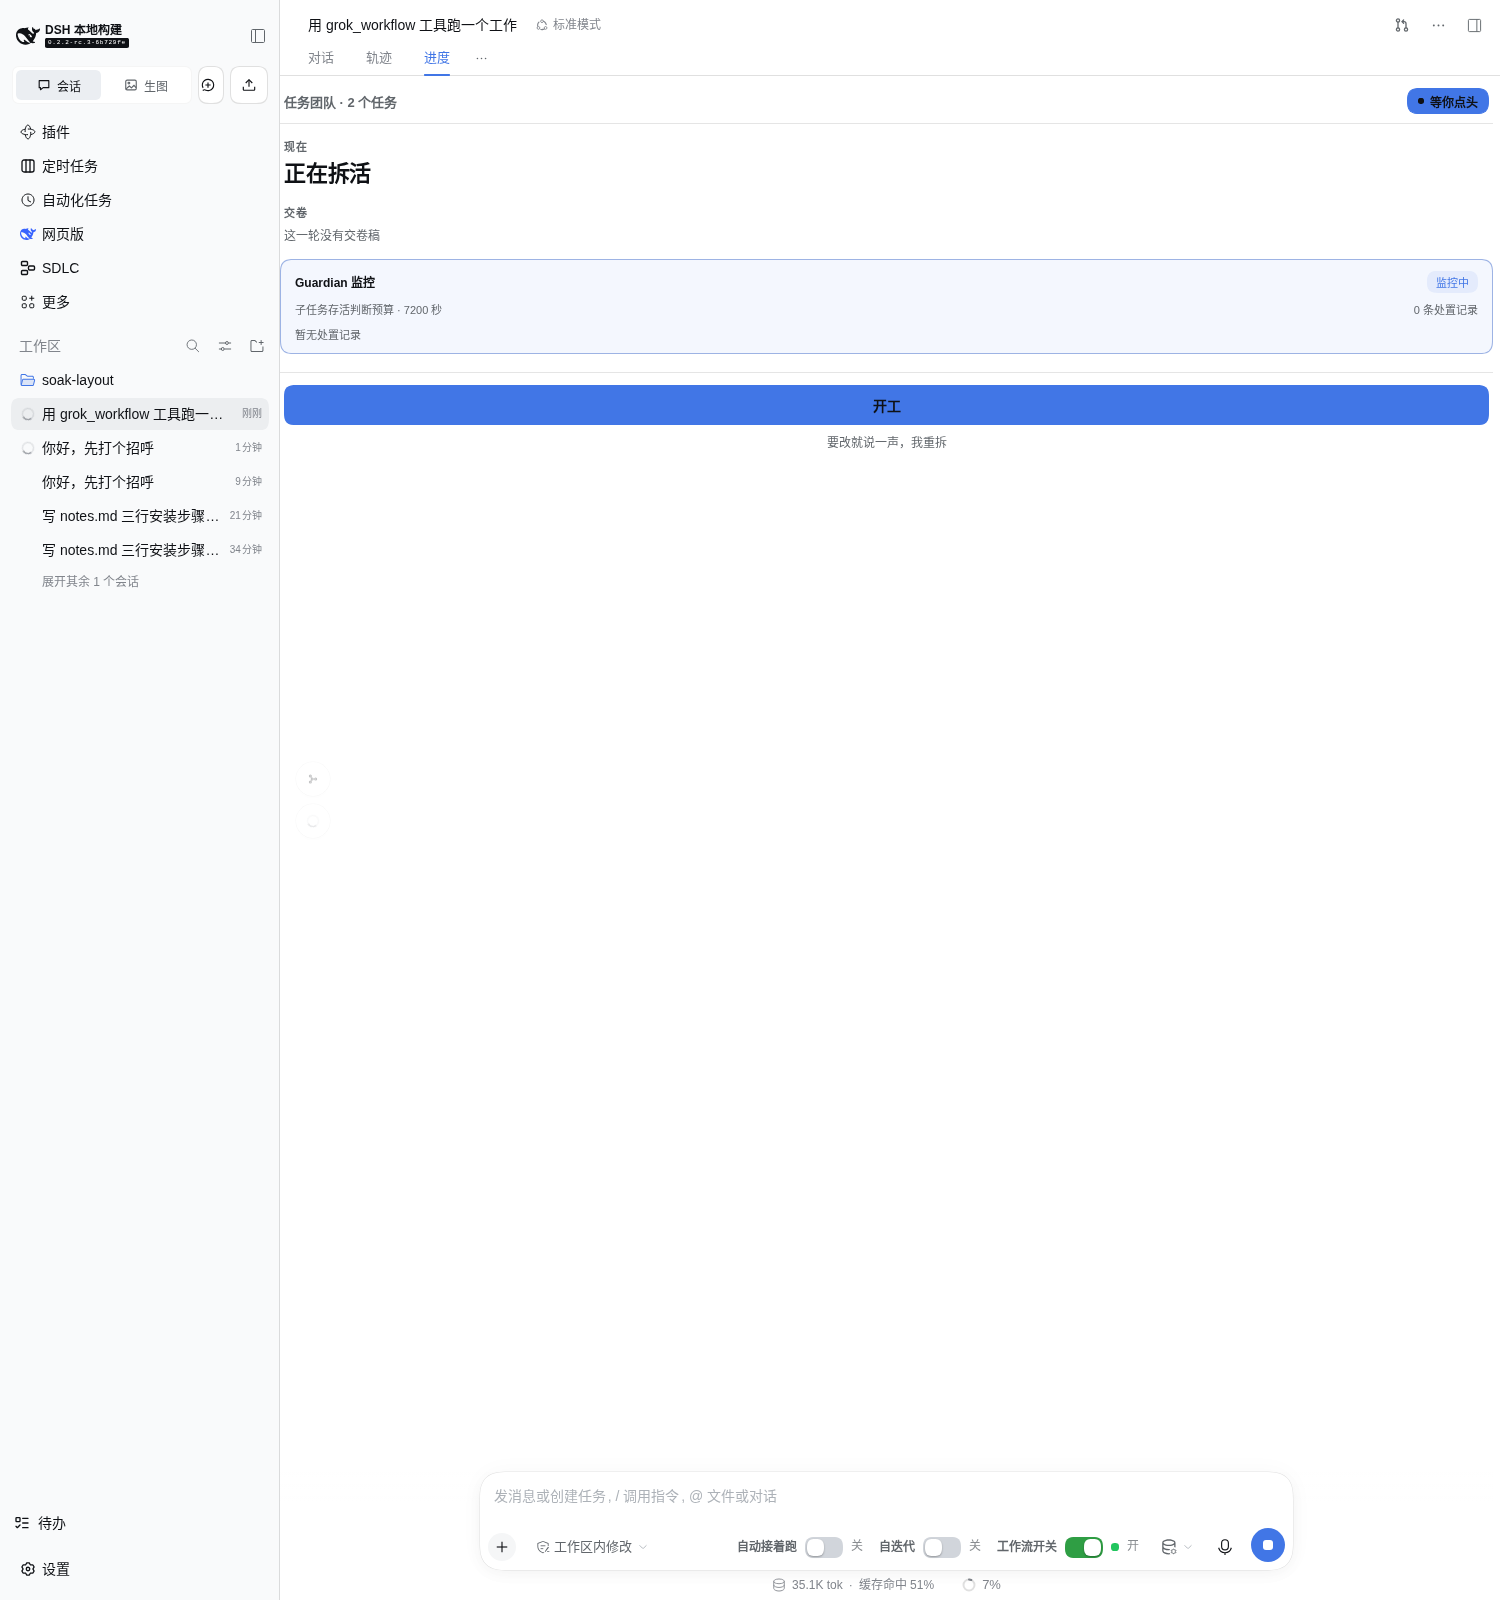 DSH 本地构建
0.2.2-rc.3-6b729fe
会话
生图
插件
定时任务
自动化任务
网页版
SDLC
更多
工作区
soak-layout
用 grok_workflow 工具跑一… 刚刚
你好，先打个招呼 1分钟
你好，先打个招呼 9分钟
写 notes.md 三行安装步骤… 21分钟
写 notes.md 三行安装步骤… 34分钟
展开其余 1 个会话
待办
设置
用 grok_workflow 工具跑一个工作 标准模式
对话 轨迹 进度 ···
任务团队 · 2 个任务 等你点头
现在
正在拆活
交卷
这一轮没有交卷稿
Guardian 监控 监控中
子任务存活判断预算 · 7200 秒 0 条处置记录
暂无处置记录
开工
要改就说一声，我重拆
发消息或创建任务, / 调用指令, @ 文件或对话
工作区内修改 自动接着跑 关 自迭代 关 工作流开关 开
35.1K tok · 缓存命中 51% 7%